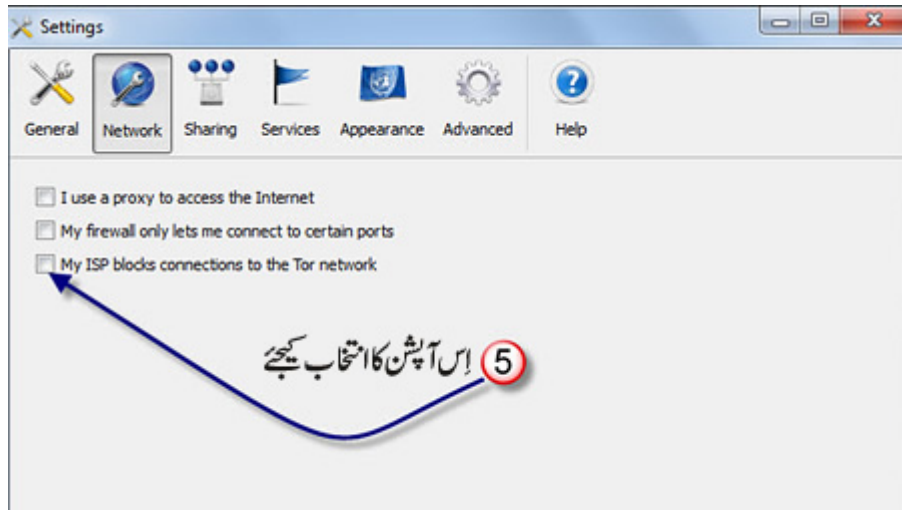 Settings
General Network Sharing Services Appearance Advanced Help
I use a proxy to access the Internet
My firewall only lets me connect to certain ports
My ISP blocks connections to the Tor network
5 اِس آپشن کا انتخاب کیجئے